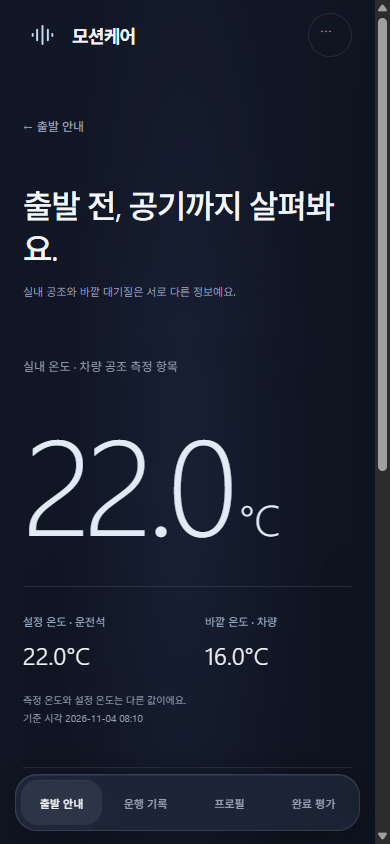 모션케어
...
← 출발 안내
출발 전, 공기까지 살펴봐
요.
실내 공조와 바깥 대기질은 서로 다른 정보예요.
실내 온도 · 차량 공조 측정 항목
22.0°C
설정 온도 · 운전석
바깥 온도 · 차량
22.0°C
16.0°C
측정 온도와 설정 온도는 다른 값이에요.
기준 시각 2026-11-04 08:10
출발 안내
운행 기록
프로필
완료 평가